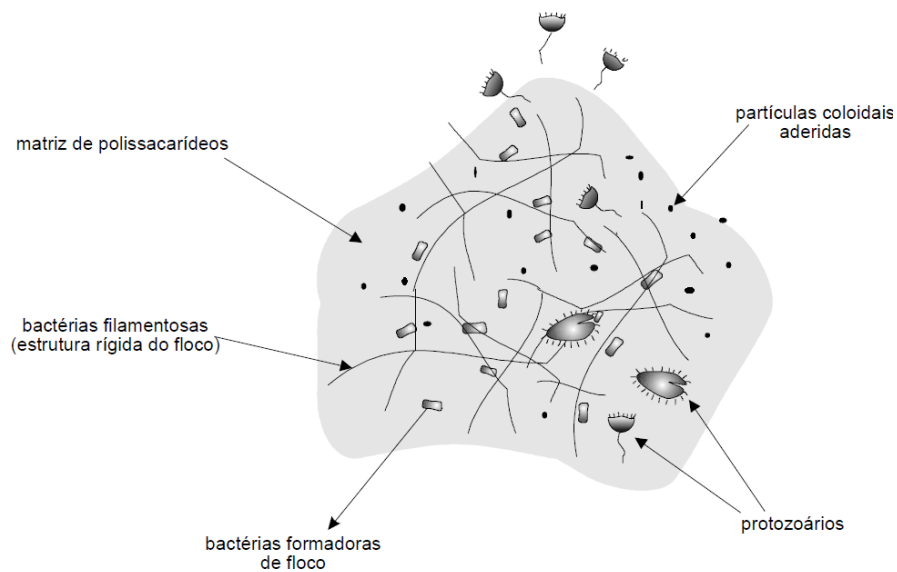 partículas coloidais
aderidas
matriz de polissacarídeos
bactérias filamentosas
(estrutura rígida do floco)
protozoários
bactérias formadoras
de floco